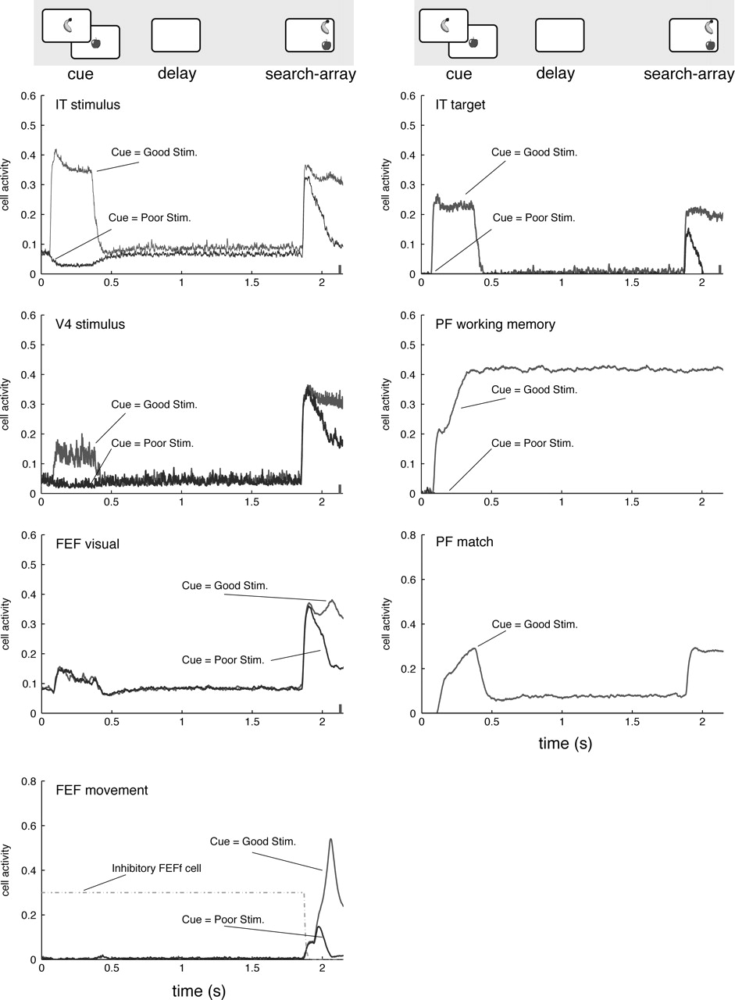 cue delay search-array
cue delay search-array
IT stimulus
cell activity
0.6
0.5
0.4
0.3
0.2
0.1
0
Cue = Good Stim.
Cue = Poor Stim.
0 0.5 1 1.5 2
IT target
cell activity
0.6
0.5
0.4
0.3
0.2
0.1
0
Cue = Good Stim.
Cue = Poor Stim.
0 0.5 1 1.5 2
V4 stimulus
cell activity
0.6
0.5
0.4
0.3
0.2
0.1
0
Cue = Good Stim.
Cue = Poor Stim.
0 0.5 1 1.5 2
PF working memory
cell activity
0.6
0.5
0.4
0.3
0.2
0.1
0
Cue = Good Stim.
Cue = Poor Stim.
0 0.5 1 1.5 2
FEF visual
cell activity
0.6
0.5
0.4
0.3
0.2
0.1
0
Cue = Good Stim.
Cue = Poor Stim.
0 0.5 1 1.5 2
PF match
cell activity
0.8
0.6
0.4
0.2
0
Cue = Good Stim.
0 0.5 1 1.5 2
time (s)
FEF movement
cell activity
0.8
0.6
0.4
0.2
0
Cue = Good Stim.
Inhibitory FEFf cell
Cue = Poor Stim.
0 0.5 1 1.5 2
time (s)